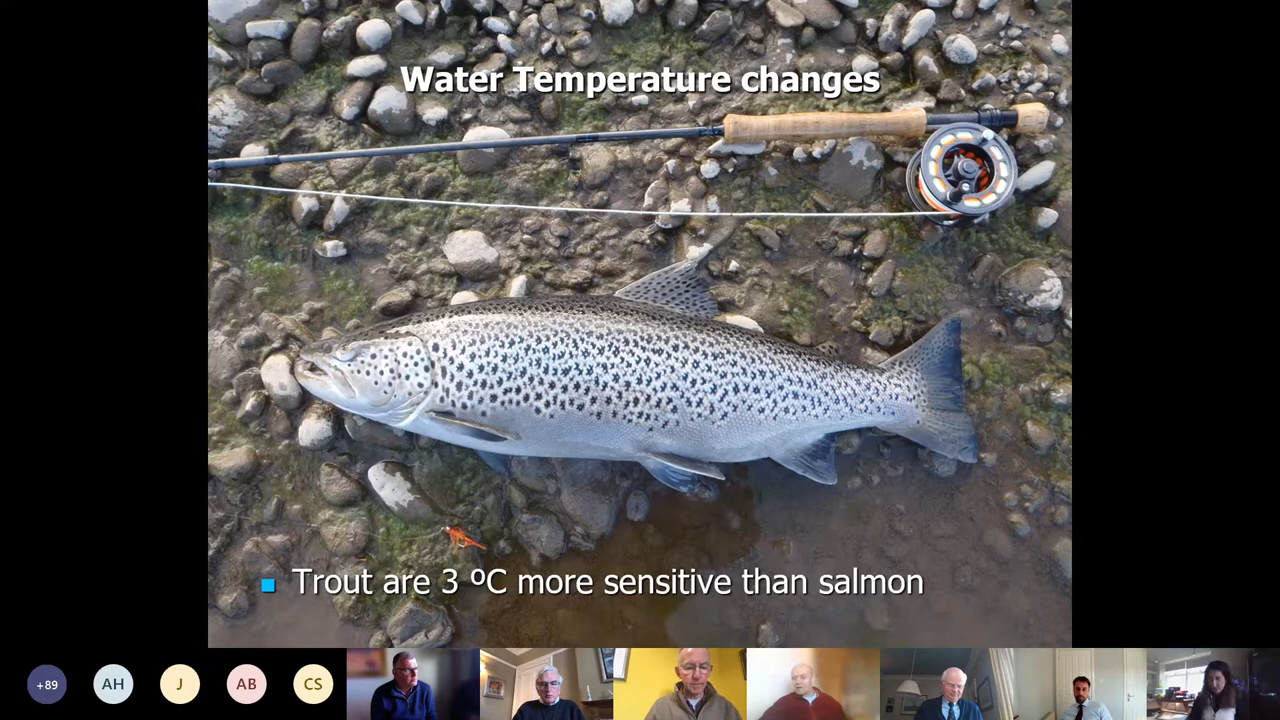 Water Temperature changes
Trout are 3 ºC more sensitive than salmon
+89
AH
J
AB
CS